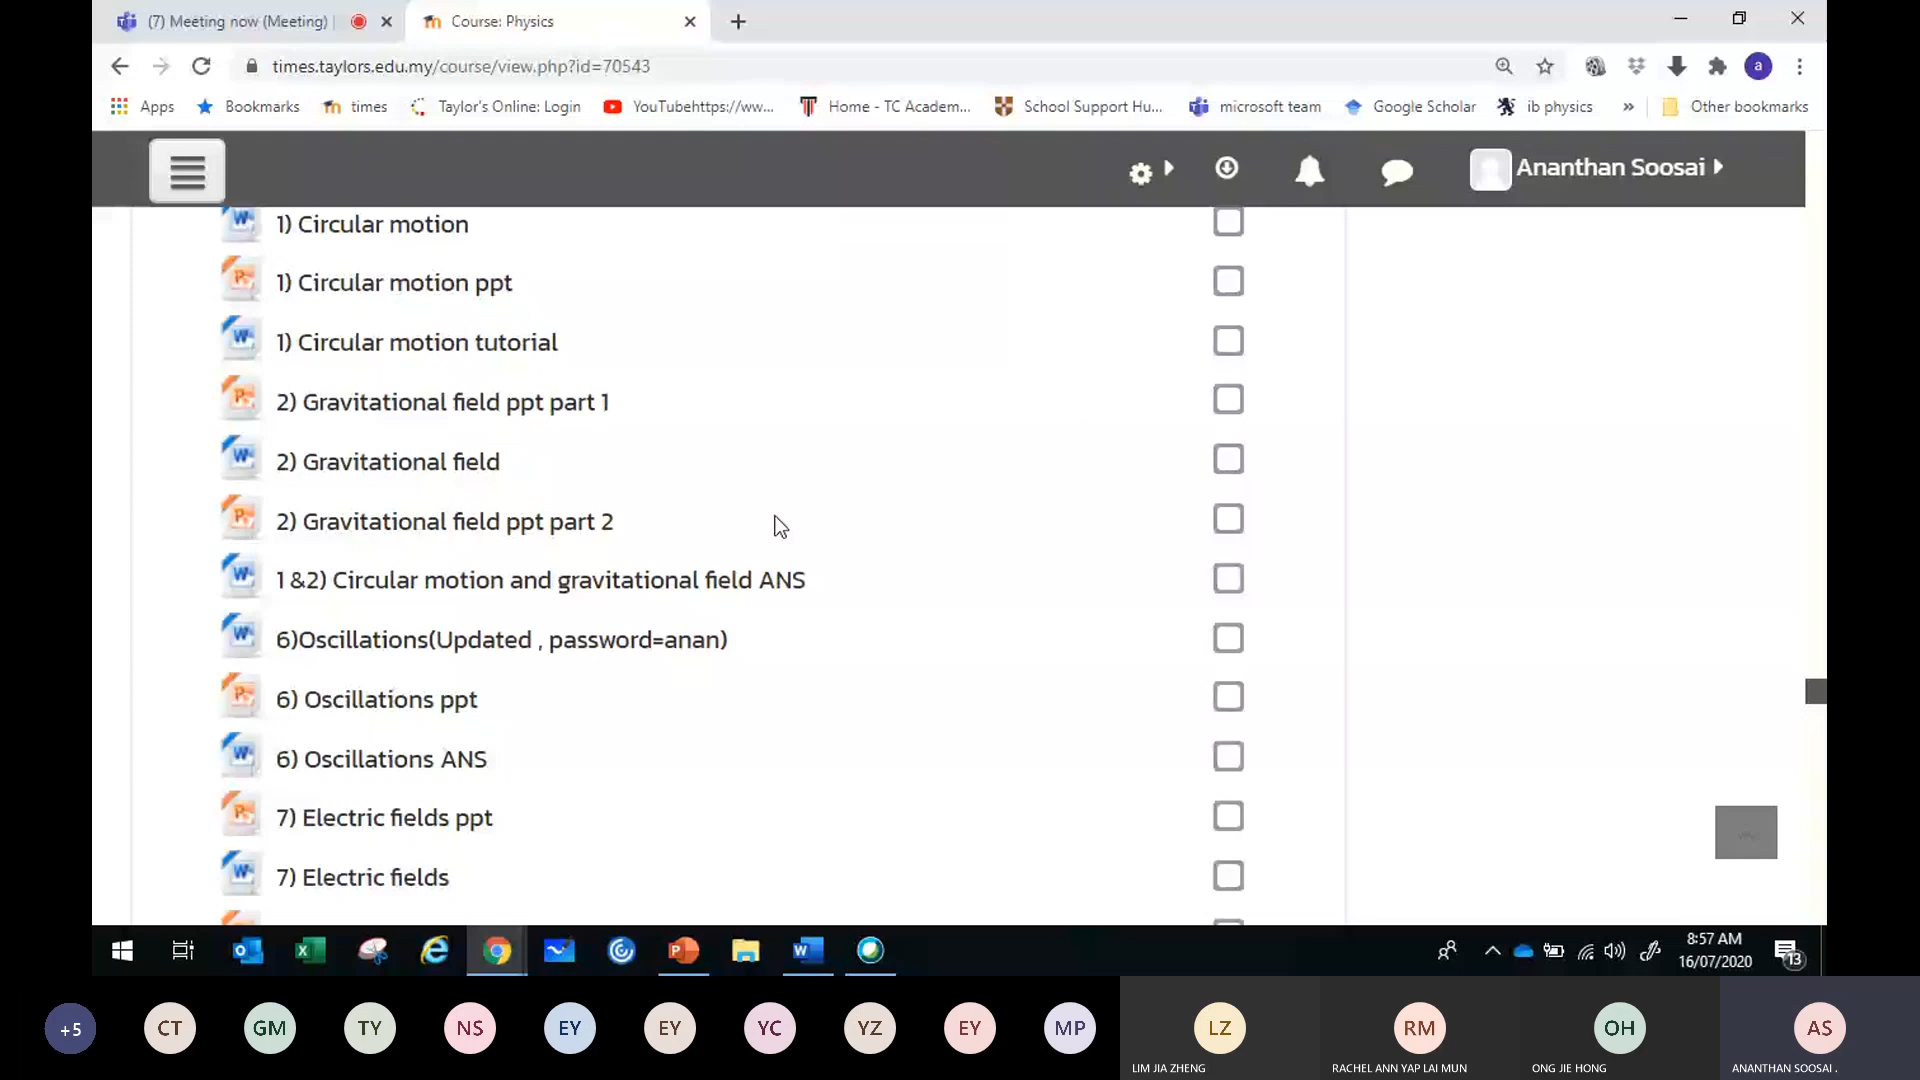 (7) Meeting now (Meeting) |
Course: Physics
times.taylors.edu.my/course/view.php?id=70543
a
Apps
Bookmarks
times
Taylor's Online: Login
YouTubehttps://ww...
Home - TC Academ...
School Support Hu...
microsoft team
Google Scholar
ib physics
»
Other bookmarks
Ananthan Soosai
1) Circular motion
1) Circular motion ppt
1) Circular motion tutorial
2) Gravitational field ppt part 1
2) Gravitational field
2) Gravitational field ppt part 2
1 &2) Circular motion and gravitational field ANS
6)Oscillations(Updated , password=anan)
6) Oscillations ppt
6) Oscillations ANS
7) Electric fields ppt
7) Electric fields
8:57 AM
16/07/2020
13
+5
CT
GM
TY
NS
EY
EY
YC
YZ
EY
MP
LZ
RM
OH
AS
LIM JIA ZHENG
RACHEL ANN YAP LAI MUN
ONG JIE HONG
ANANTHAN SOOSAI .